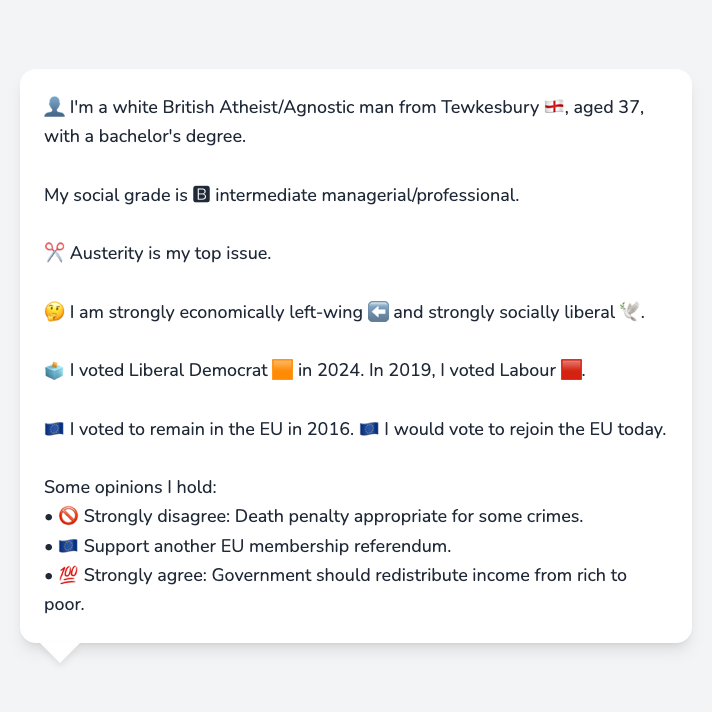 👤 I'm a white British Atheist/Agnostic man from Tewkesbury 🏴󠁧󠁢󠁥󠁮󠁧󠁿, aged 37,
with a bachelor's degree.
My social grade is 🅱 intermediate managerial/professional.
✂️ Austerity is my top issue.
🤔 I am strongly economically left-wing ⬅️ and strongly socially liberal 🕊️.
🗳️ I voted Liberal Democrat 🟧 in 2024. In 2019, I voted Labour 🟥.
🇪🇺 I voted to remain in the EU in 2016. 🇪🇺 I would vote to rejoin the EU today.
Some opinions I hold:
• 🚫 Strongly disagree: Death penalty appropriate for some crimes.
• 🇪🇺 Support another EU membership referendum.
• 💯 Strongly agree: Government should redistribute income from rich to
poor.